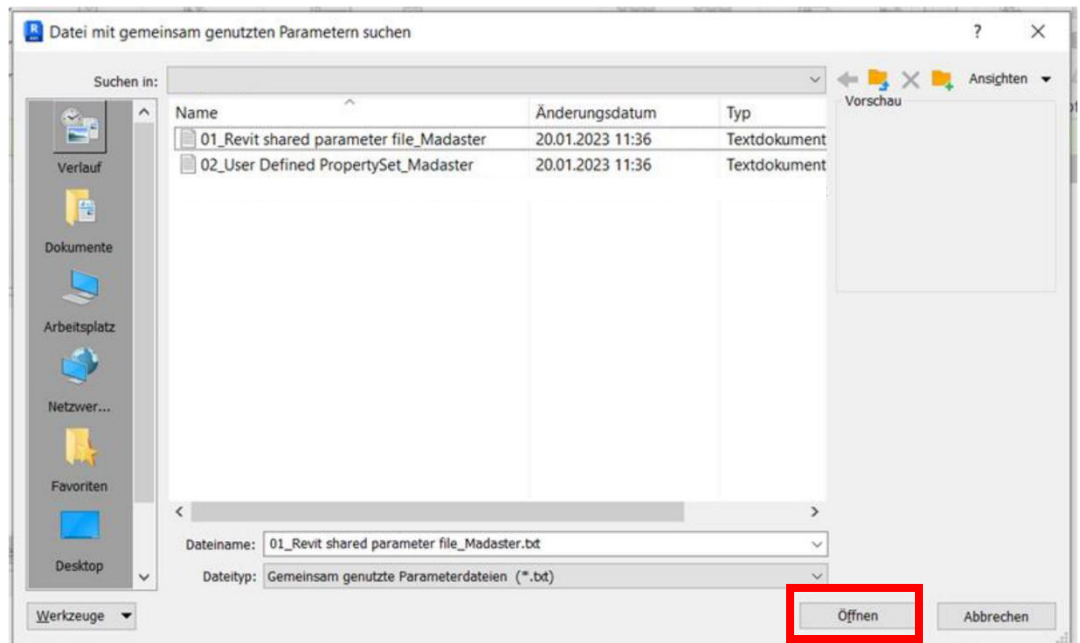 Datei mit gemeinsam genutzten Parametern suchen ? X
Suchen in:
Ansichten
Vorschau
Name Änderungsdatum Typ
01_Revit shared parameter file_Madaster 20.01.2023 11:36 Textdokument
02_User Defined PropertySet_Madaster 20.01.2023 11:36 Textdokument
Verlauf
Dokumente
Arbeitsplatz
Netzwer...
Favoriten
Desktop
Dateiname: 01_Revit shared parameter file_Madaster.txt
Dateityp: Gemeinsam genutzte Parameterdateien (*.txt)
Werkzeuge Öffnen Abbrechen